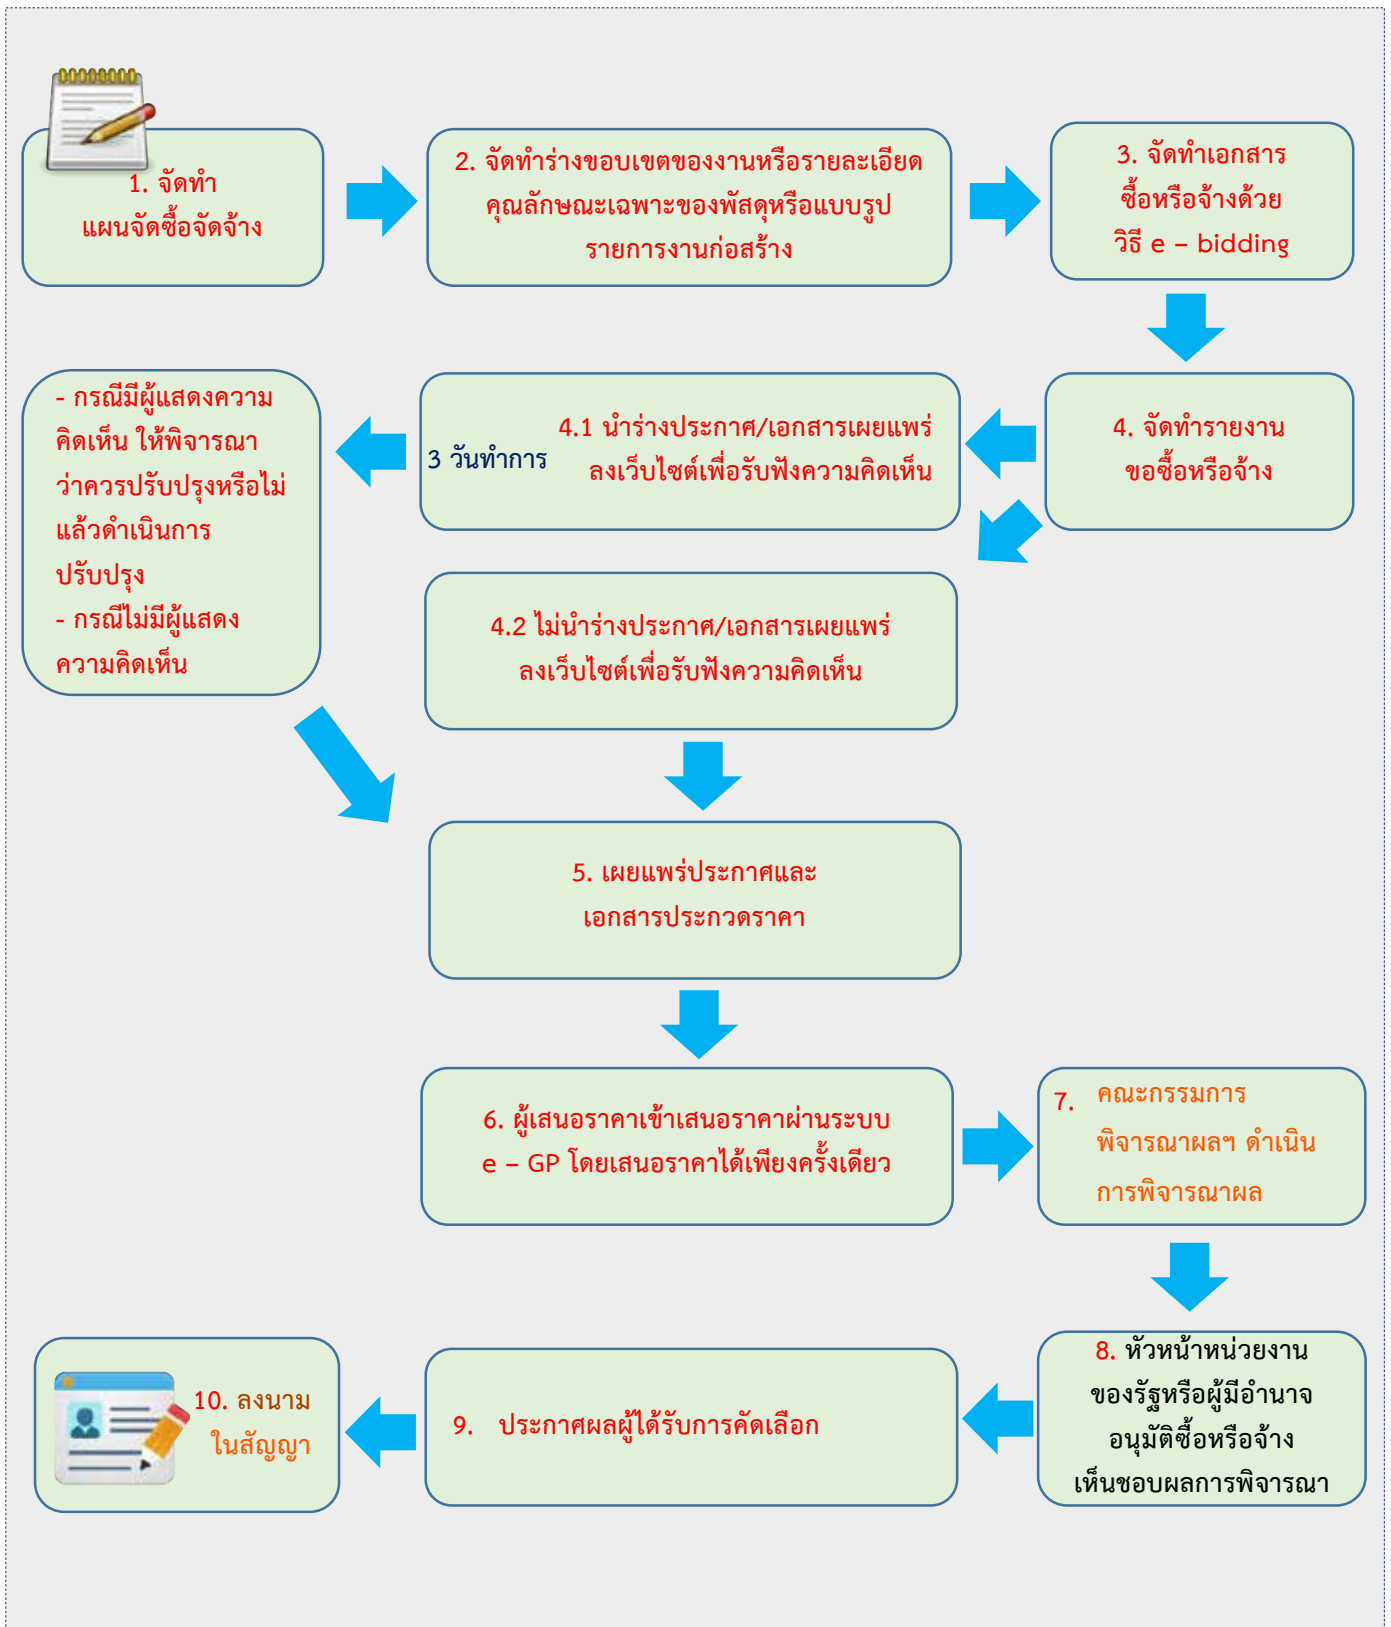 1. จัดทำ
แผนจัดซื้อจัดจ้าง
2. จัดทำร่างขอบเขตของงานหรือรายละเอียด
คุณลักษณะเฉพาะของพัสดุหรือแบบรูป
รายการงานก่อสร้าง
3. จัดทำเอกสาร
ซื้อหรือจ้างด้วย
วิธี e – bidding
4. จัดทำรายงาน
ขอซื้อหรือจ้าง
4.1 นำร่างประกาศ/เอกสารเผยแพร่
ลงเว็บไซต์เพื่อรับฟังความคิดเห็น
3 วันทำการ
- กรณีมีผู้แสดงความ
คิดเห็น ให้พิจารณา
ว่าควรปรับปรุงหรือไม่
แล้วดำเนินการ
ปรับปรุง
- กรณีไม่มีผู้แสดง
ความคิดเห็น
4.2 ไม่นำร่างประกาศ/เอกสารเผยแพร่
ลงเว็บไซต์เพื่อรับฟังความคิดเห็น
5. เผยแพร่ประกาศและ
เอกสารประกวดราคา
6. ผู้เสนอราคาเข้าเสนอราคาผ่านระบบ
e – GP โดยเสนอราคาได้เพียงครั้งเดียว
7. คณะกรรมการ
พิจารณาผลฯ ดำเนิน
การพิจารณาผล
8. หัวหน้าหน่วยงาน
ของรัฐหรือผู้มีอำนาจ
อนุมัติซื้อหรือจ้าง
เห็นชอบผลการพิจารณา
9. ประกาศผลผู้ได้รับการคัดเลือก
10. ลงนาม
ในสัญญา